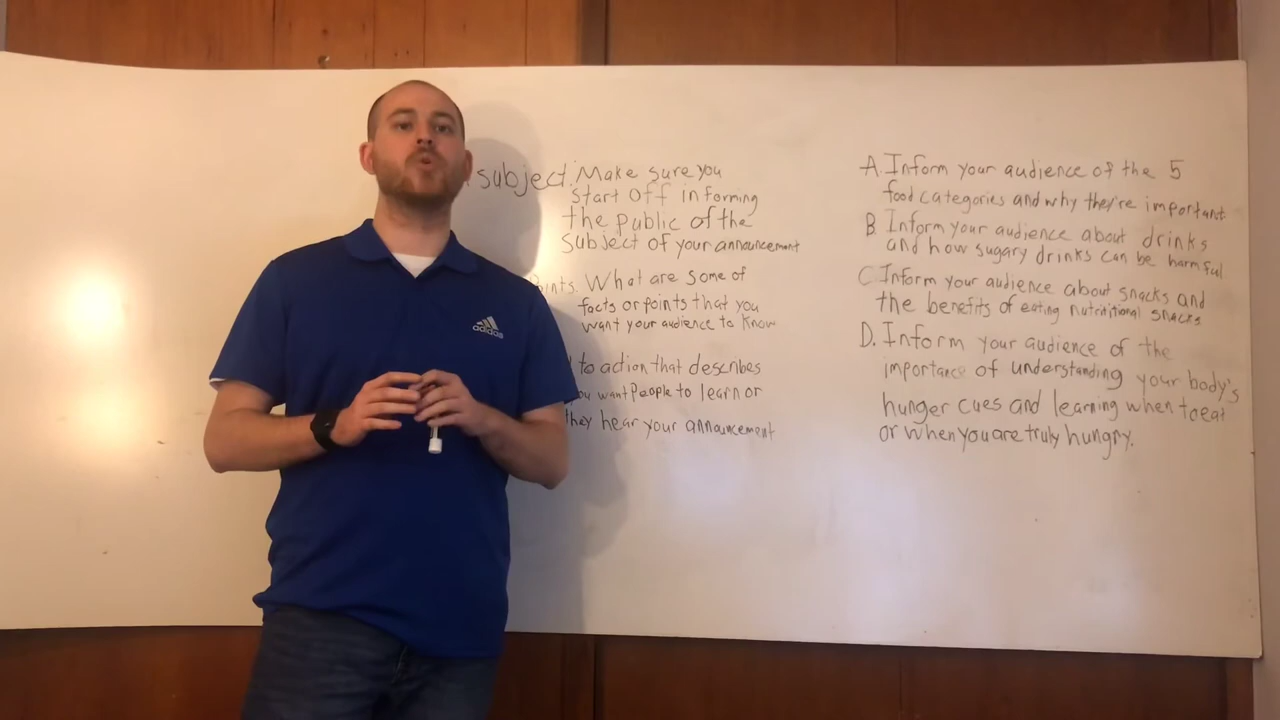 subject. Make sure you
start off informing
the public of the
subject of your announcement
What are some of
facts or points that you
want your audience to know
to action that describes
you want People to learn or
they hear your announcement
A. Inform your audience of the 5
food categories and why they're important
B Inform your audience about drinks
and how sugary drinks can be harmful
C Inform your audience about snacks and
the benefits of eating nutritional snacks
D. Inform your audience of the
importance of understanding your body's
hunger cues and learning when to eat
or when you are truly hungry.
adidas